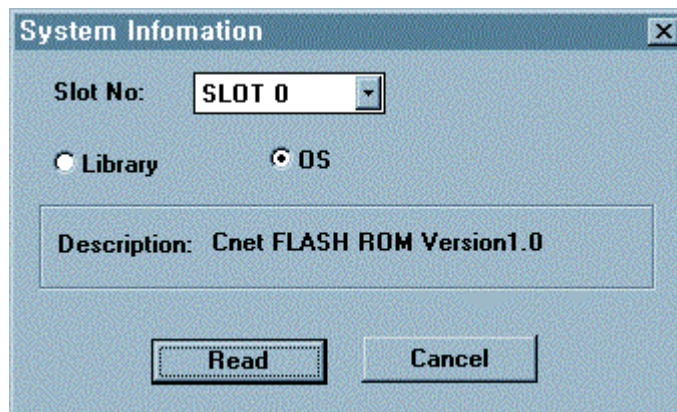 System Infomation
Slot No: SLOT 0
Library OS
Description: Cnet FLASH ROM Version1.0
Read Cancel